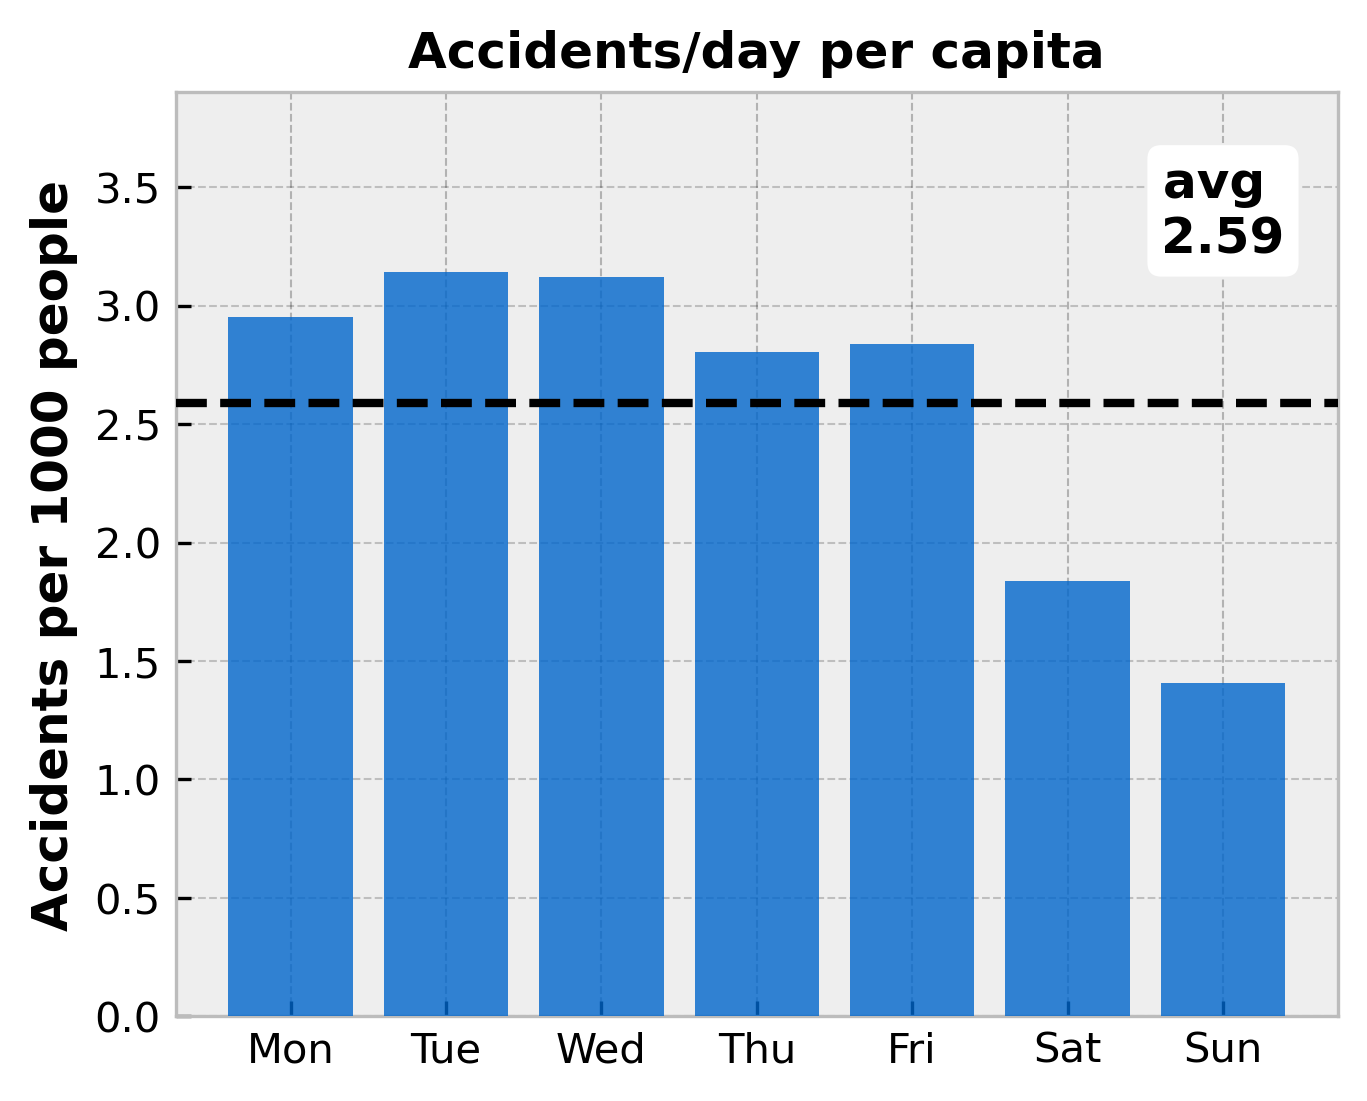 Accidents/day per capita
Accidents per 1000 people
3.5
3.0
2.5
2.0
1.5
1.0
0.5
0.0
avg
2.59
Mon Tue Wed Thu Fri Sat Sun